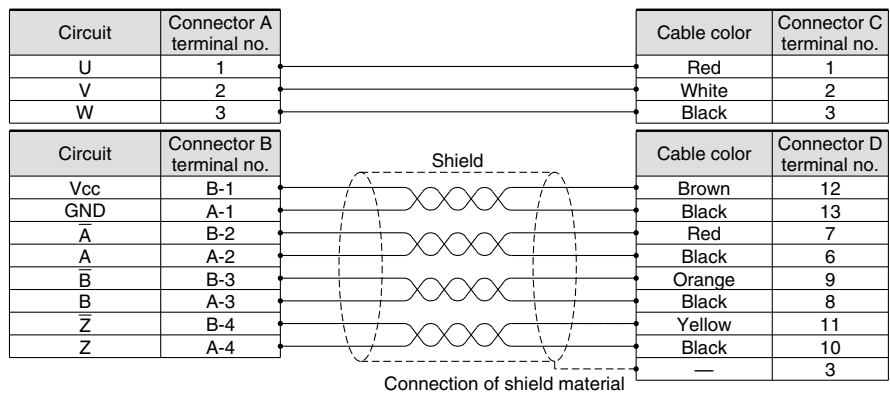 Circuit Connector A terminal no. Cable color Connector C terminal no.
U 1 Red 1
V 2 White 2
W 3 Black 3
Circuit Connector B terminal no. Shield Cable color Connector D terminal no.
Vcc B-1 Brown 12
GND A-1 Black 13
A̅ B-2 Red 7
A A-2 Black 6
B̅ B-3 Orange 9
B A-3 Black 8
Z̅ B-4 Yellow 11
Z A-4 Black 10
— 3
Connection of shield material